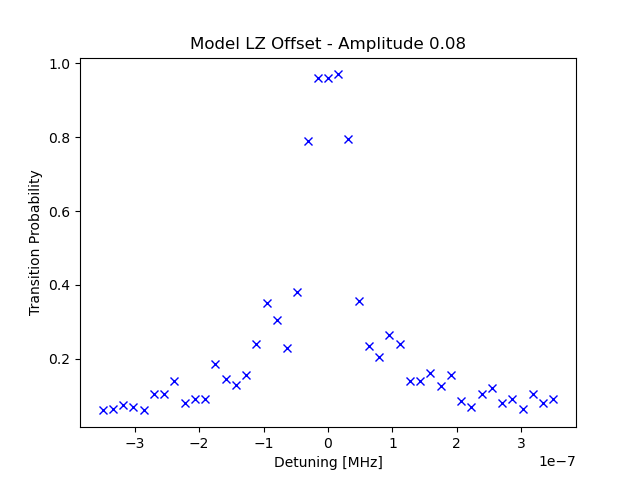 Model LZ Offset - Amplitude 0.08
Transition Probability
1.0
0.8
0.6
0.4
0.2
−3 −2 −1 0 1 2 3
1e−7
Detuning [MHz]